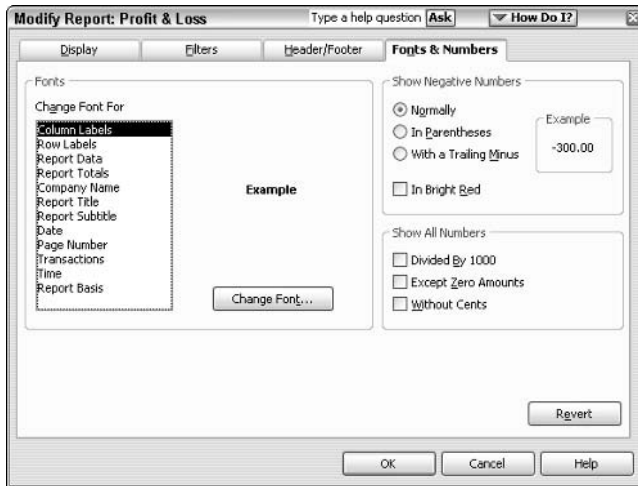 Modify Report: Profit & Loss Type a help question Ask How Do I?
Display Filters Header/Footer Fonts & Numbers
Fonts
Change Font For
Column Labels
Row Labels
Report Data
Report Totals
Company Name
Report Title
Report Subtitle
Date
Page Number
Transactions
Time
Report Basis
Example
Change Font...
Show Negative Numbers
Normally
In Parentheses
With a Trailing Minus
In Bright Red
Example
-300.00
Show All Numbers
Divided By 1000
Except Zero Amounts
Without Cents
Revert
OK Cancel Help